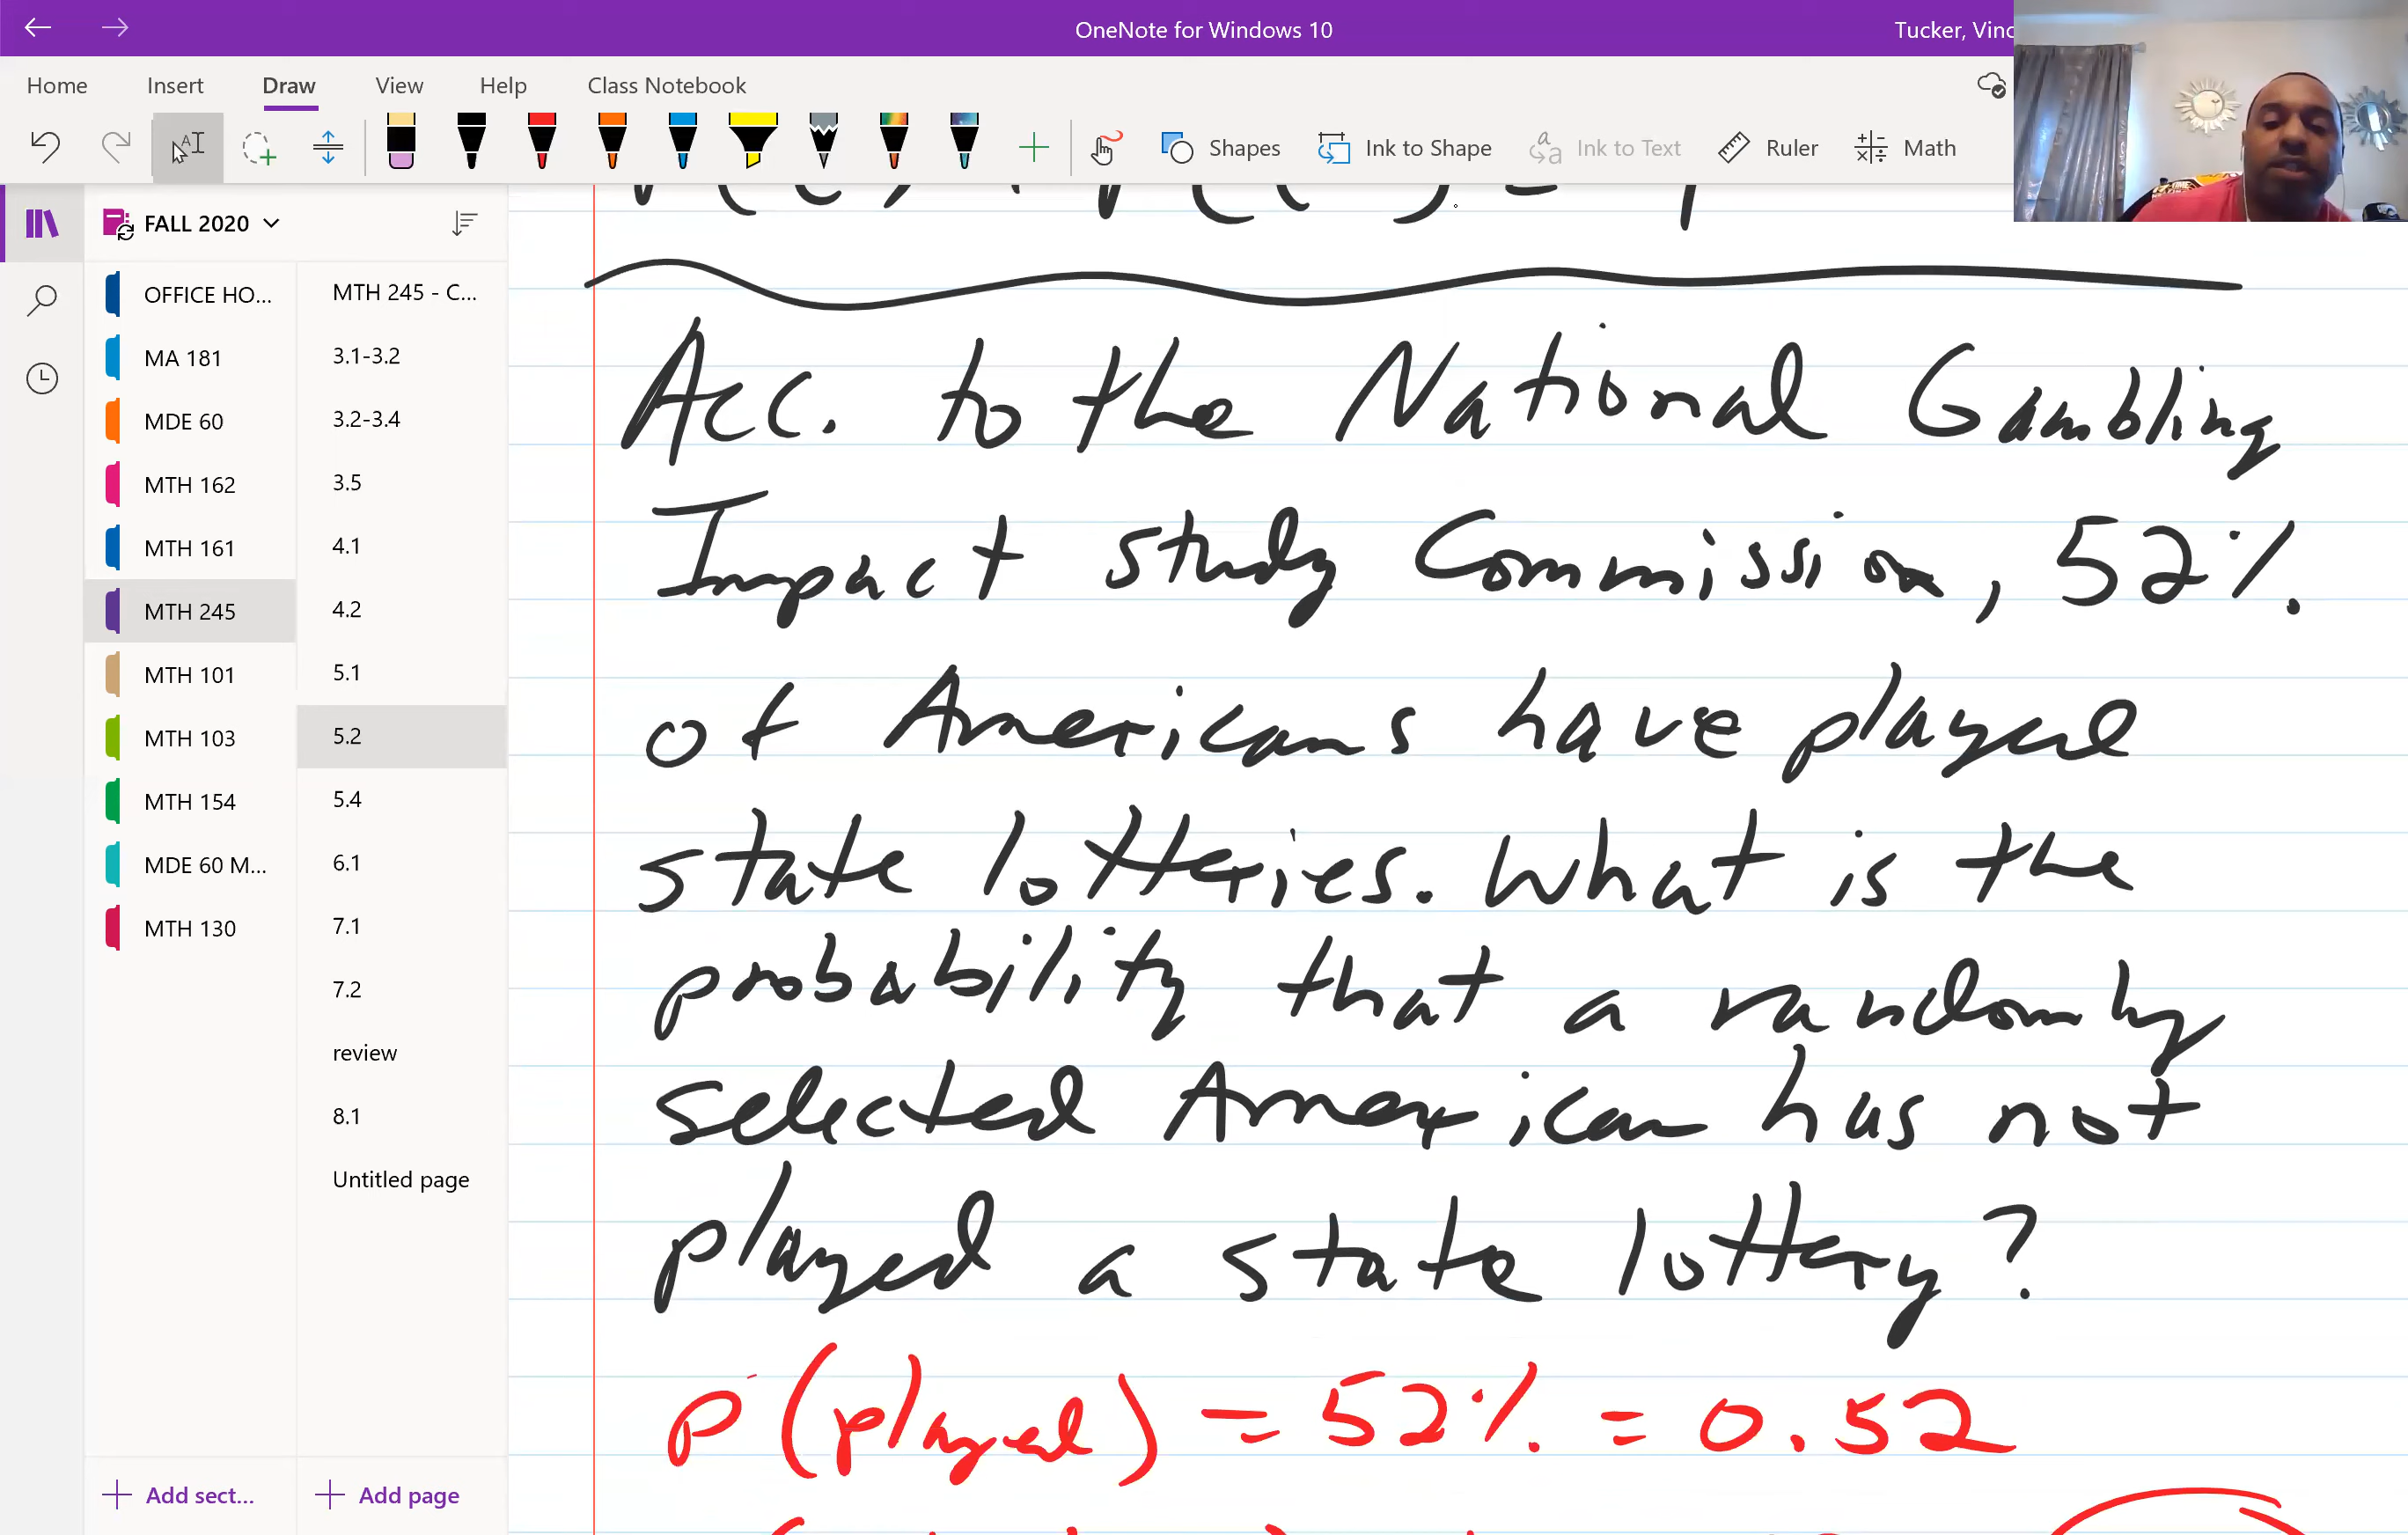 OneNote for Windows 10
Tucker, Vinc
Home Insert Draw View Help Class Notebook
Shapes Ink to Shape Ink to Text Ruler Math
FALL 2020
OFFICE HO...
MA 181
MDE 60
MTH 162
MTH 161
MTH 245
MTH 101
MTH 103
MTH 154
MDE 60 M...
MTH 130
Add sect...
MTH 245 - C...
3.1-3.2
3.2-3.4
3.5
4.1
4.2
5.1
5.2
5.4
6.1
7.1
7.2
review
8.1
Untitled page
Add page
Acc. to the National Gambling
Impact Study Commission, 52%
of Americans have played
state lotteries. What is the
probability that a randomly
selected American has not
played a state lottery?
P(played) = 52% = 0.52